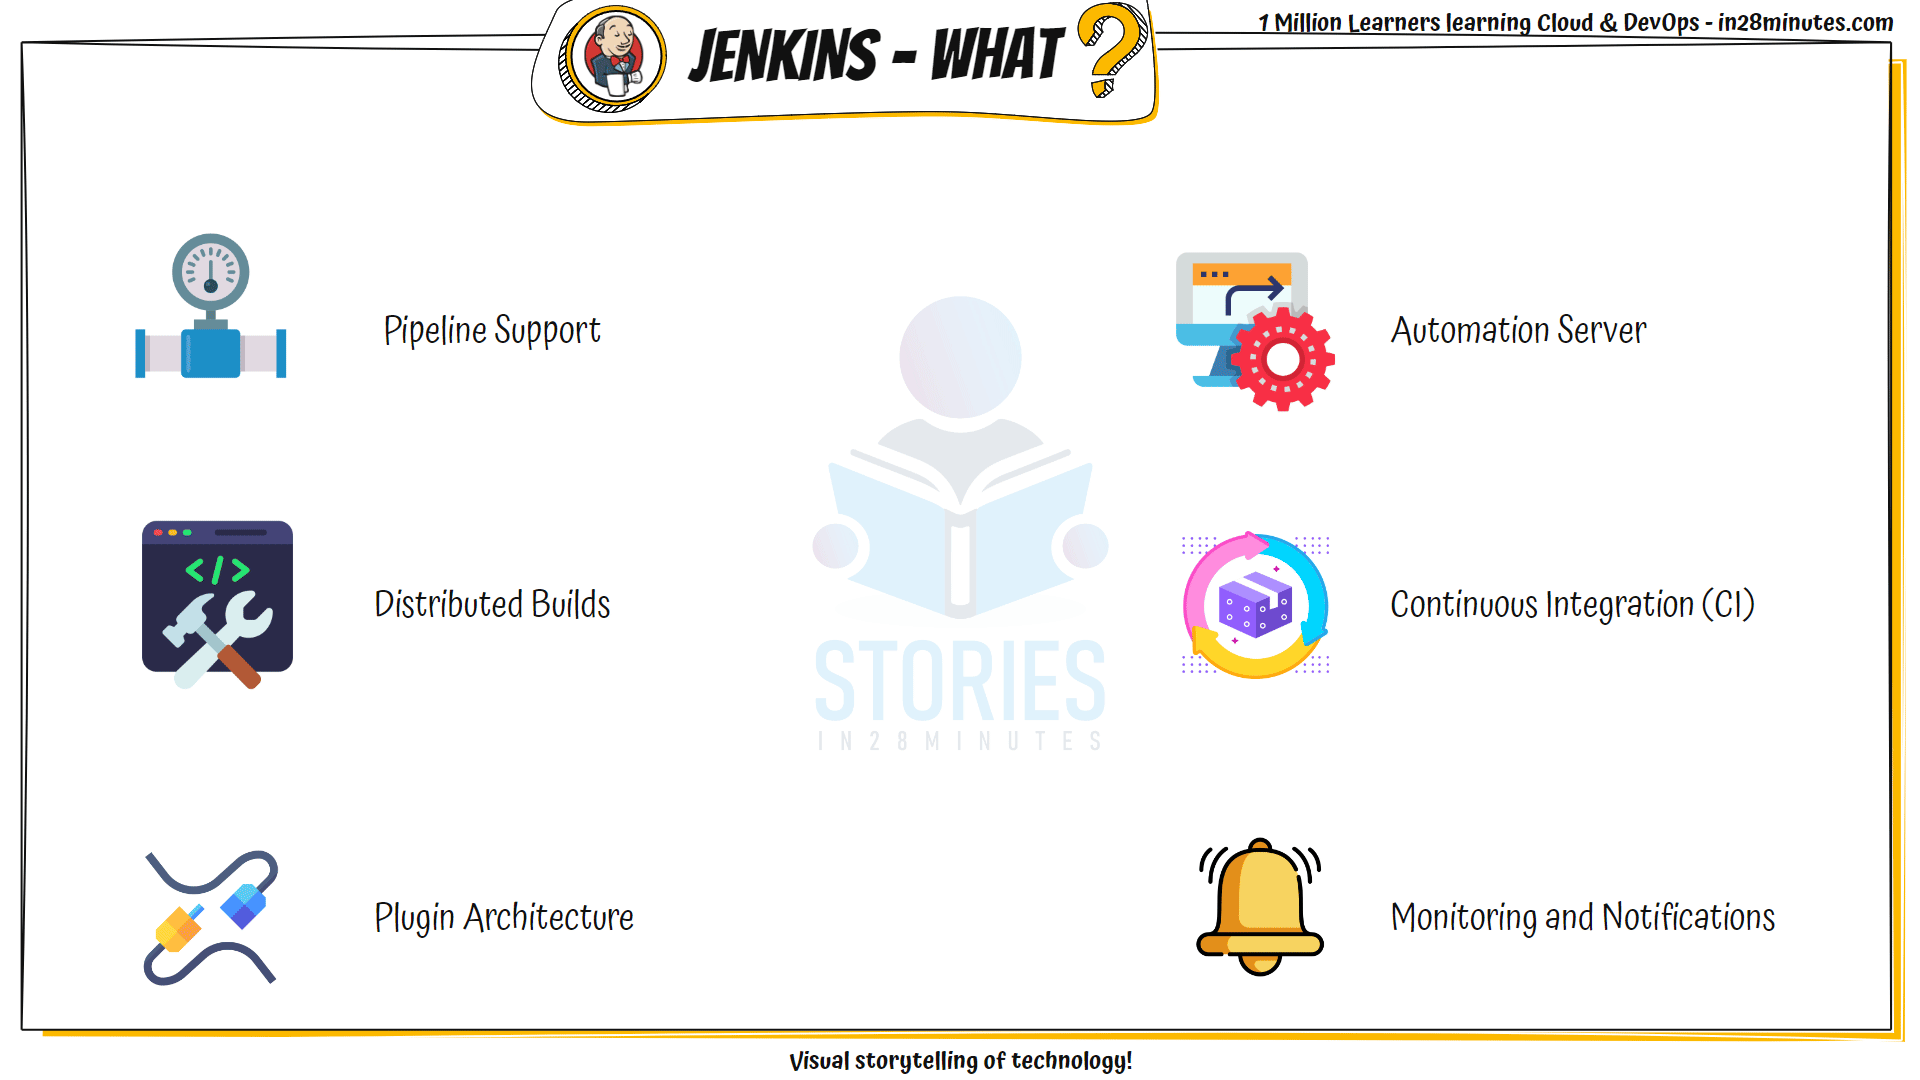 1 Million Learners learning Cloud & DevOps - in28minutes.com
JENKINS - WHAT ?
Pipeline Support
Automation Server
</>
Distributed Builds
Continuous Integration (CI)
STORIES
IN28MINUTES
Plugin Architecture
Monitoring and Notifications
Visual storytelling of technology!